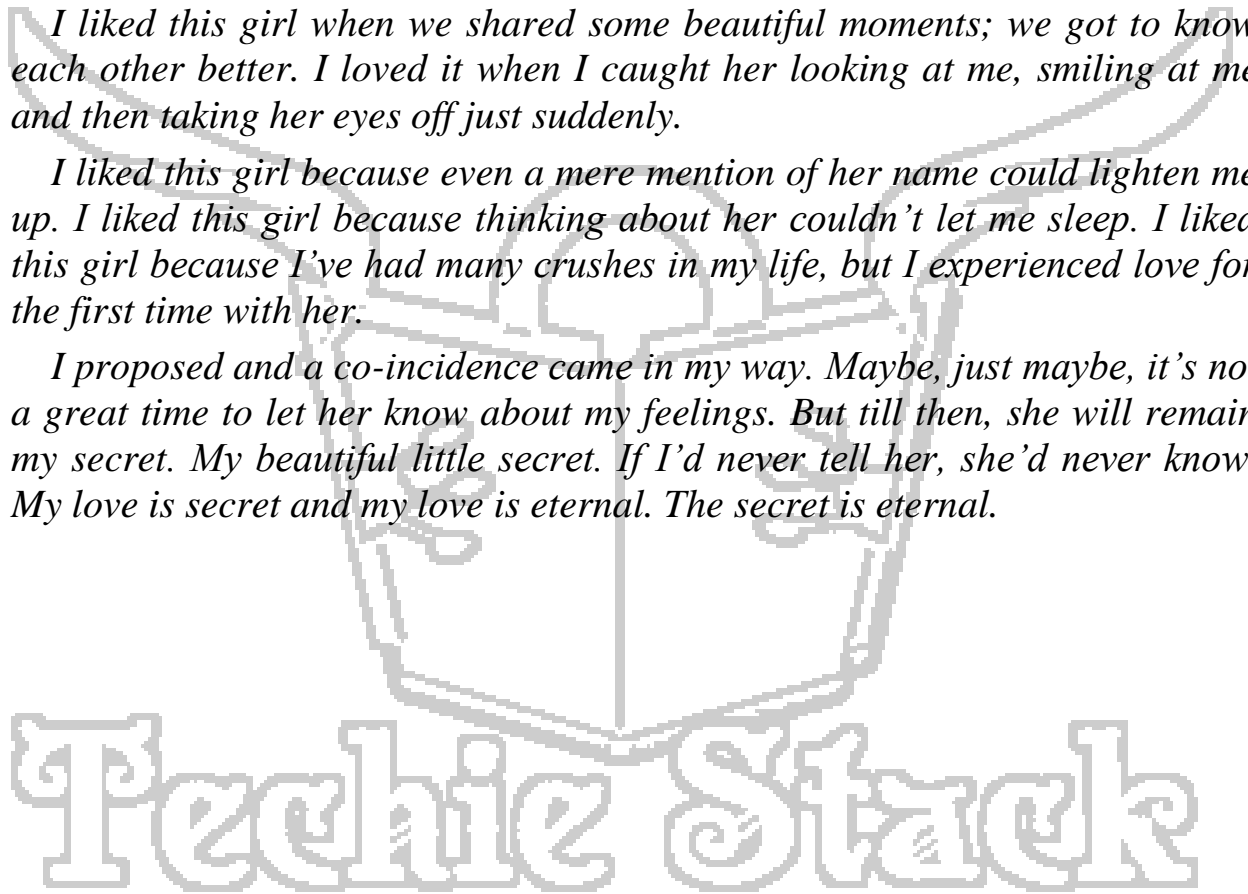 I liked this girl when we shared some beautiful moments; we got to know
each other better. I loved it when I caught her looking at me, smiling at me
and then taking her eyes off just suddenly.
I liked this girl because even a mere mention of her name could lighten me
up. I liked this girl because thinking about her couldn’t let me sleep. I liked
this girl because I’ve had many crushes in my life, but I experienced love for
the first time with her.
I proposed and a co-incidence came in my way. Maybe, just maybe, it’s no
a great time to let her know about my feelings. But till then, she will remain
my secret. My beautiful little secret. If I’d never tell her, she’d never know
My love is secret and my love is eternal. The secret is eternal.
Techie Stack